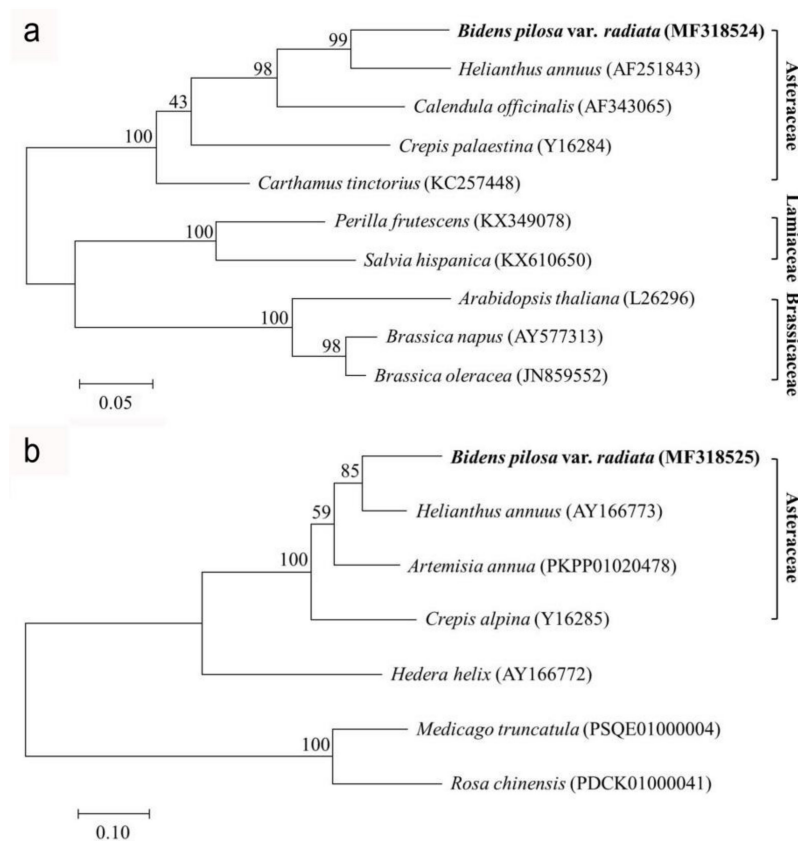 a
Bidens pilosa var. radiata (MF318524)
99
Helianthus annuus (AF251843)
98
Calendula officinalis (AF343065)
43
Crepis palaestina (Y16284)
100
Carthamus tinctorius (KC257448)
Asteraceae
Perilla frutescens (KX349078)
100
Salvia hispanica (KX610650)
Lamiaceae
Arabidopsis thaliana (L26296)
100
Brassica napus (AY577313)
98
Brassica oleracea (JN859552)
Brassicaceae
0.05
b
Bidens pilosa var. radiata (MF318525)
85
Helianthus annuus (AY166773)
59
Artemisia annua (PKPP01020478)
100
Crepis alpina (Y16285)
Asteraceae
Hedera helix (AY166772)
Medicago truncatula (PSQE01000004)
100
Rosa chinensis (PDCK01000041)
0.10